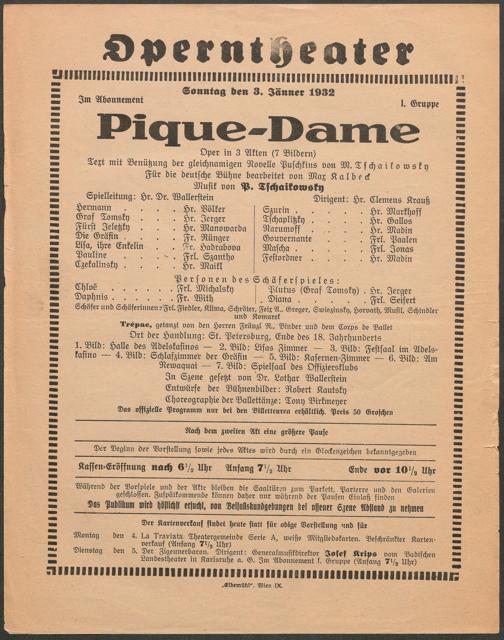 Operntheater
Sonntag den 3. Jänner 1932
Im Abonnement
I. Gruppe
Pique-Dame
Oper in 3 Akten (7 Bildern)
Text mit Benützung der gleichnamigen Novelle Puschkins von M. Tschaikowsky
Für die deutsche Bühne bearbeitet von Max Kalbeck
Musik von P. Tschaikowsky
Spielleitung: Hr. Dr. Wallerstein
Dirigent: Hr. Clemens Krauß
Hermann . . . . Hr. Völker
Graf Tomsky . . . Hr. Jerger
Fürst Jeletzky . . . Hr. Manowarda
Die Gräfin . . . . Fr. Rünger
Lisa, ihre Enkelin . . Fr. Hadrabova
Pauline . . . . Frl. Szantho
Czekalinsky . . . . Hr. Maikl
Szurin . . . . Hr. Markhoff
Tschaplitzky . . . Hr. Gallos
Narumoff . . . . Hr. Madin
Gouvernante . . . Frl. Paalen
Mascha . . . . Frl. Jonas
Festordner . . . . Hr. Madin
Personen des Schäferspieles:
Chloë . . . . . Frl. Michalsky
Daphnis . . . . Fr. With
Plutus (Graf Tomsky) . Hr. Jerger
Diana . . . . . Frl. Seifert
Schäfer und Schäferinnen: Frl. Fiedler, Klima, Schröter, Feix A., Greger, Swiezinsky, Horvath, Musil, Schindler
und Komarek
Trépac, getanzt von den Herren Fränzl R., Binder und dem Corps de Ballet
Ort der Handlung: St. Petersburg, Ende des 18. Jahrhunderts
1. Bild: Halle des Adelskasinos — 2. Bild: Lisas Zimmer — 3. Bild: Festsaal im Adels-
kasino — 4. Bild: Schlafzimmer der Gräfin — 5. Bild: Kasernen-Zimmer — 6. Bild: Am
Newaquai — 7. Bild: Spielsaal des Offiziersklubs
In Szene gesetzt von Dr. Lothar Wallerstein
Entwürfe der Bühnenbilder: Robert Kautsky
Choreographie der Ballettänze: Tony Birkmeyer
Das offizielle Programm nur bei den Billetteuren erhältlich. Preis 50 Groschen
Nach dem zweiten Akt eine größere Pause
Der Beginn der Vorstellung sowie jedes Aktes wird durch ein Glockenzeichen bekanntgegeben
Kassen-Eröffnung nach 6½ Uhr Anfang 7½ Uhr Ende vor 10½ Uhr
Während der Vorspiele und der Akte bleiben die Saaltüren zum Parkett, Parterre und den Galerien
geschlossen. Zuspätkommende können daher nur während der Pausen Einlaß finden
Das Publikum wird höflichst ersucht, von Beifallskundgebungen bei offener Szene Abstand zu nehmen
Der Kartenverkauf findet heute statt für obige Vorstellung und für
Montag den 4. La Traviata. Theatergemeinde Serie A, weiße Mitgliedskarten. Beschränkter Karten-
verkauf (Anfang 7½ Uhr)
Dienstag den 5. Der Zigeunerbaron. Dirigent: Generalmusikdirektor Josef Krips vom Badischen
Landestheater in Karlsruhe a. G. Im Abonnement I. Gruppe (Anfang 7½ Uhr)
„Elbemühl“, Wien IX.